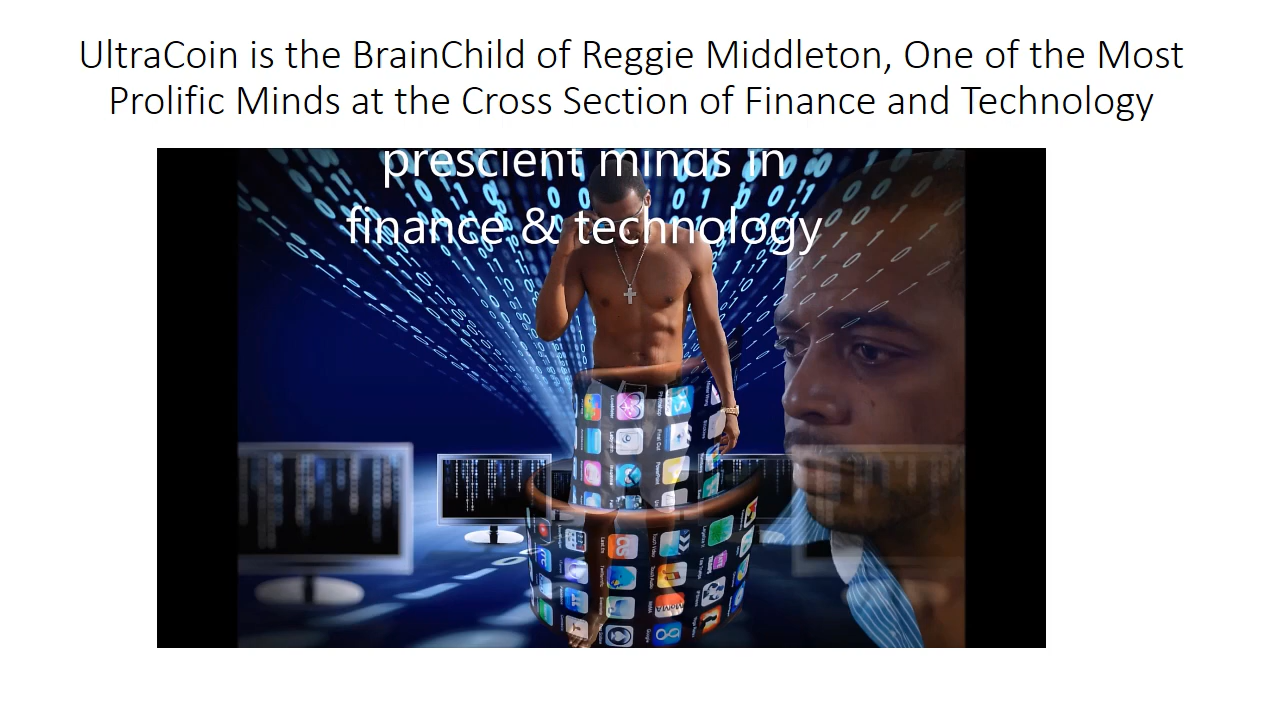 UltraCoin is the BrainChild of Reggie Middleton, One of the Most
Prolific Minds at the Cross Section of Finance and Technology
prescient minds in
finance & technology
MoMA